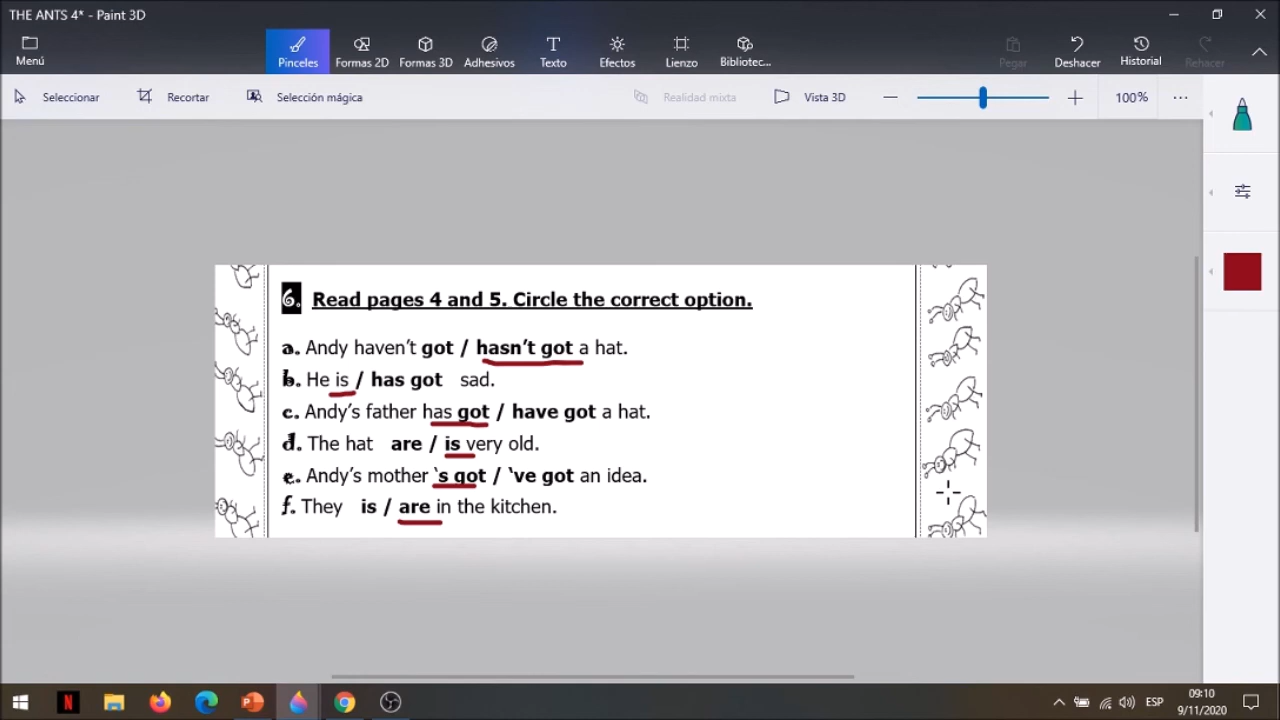 THE ANTS 4* - Paint 3D
Menú
Pinceles
Formas 2D
Formas 3D
Adhesivos
Texto
Efectos
Lienzo
Bibliotec...
Pegar
Deshacer
Historial
Rehacer
Seleccionar
Recortar
Selección mágica
Realidad mixta
Vista 3D
100%
6. Read pages 4 and 5. Circle the correct option.
a. Andy haven't got / hasn't got a hat.
b. He is / has got sad.
c. Andy's father has got / have got a hat.
d. The hat are / is very old.
e. Andy's mother 's got / 've got an idea.
f. They is / are in the kitchen.
ESP
09:10
9/11/2020